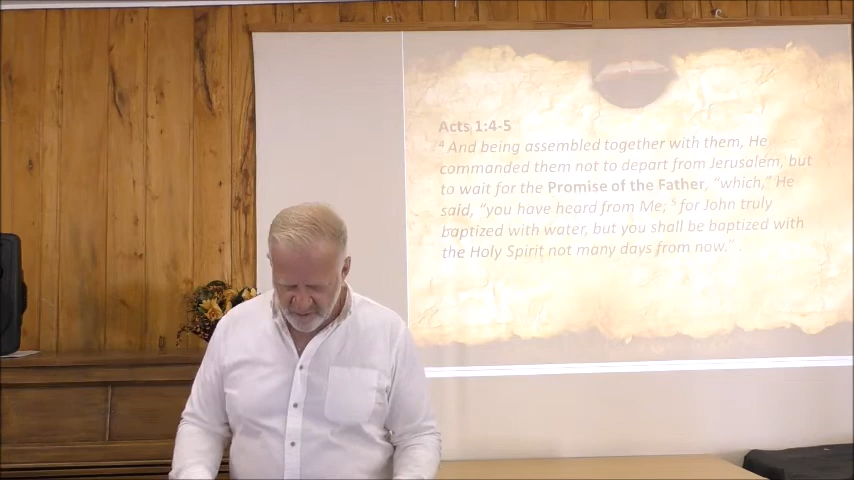 Acts 1:4-5
⁴ And being assembled together with them, He
commanded them not to depart from Jerusalem, but
to wait for the Promise of the Father, “which,” He
said, “you have heard from Me; ⁵ for John truly
baptized with water, but you shall be baptized with
the Holy Spirit not many days from now.” .